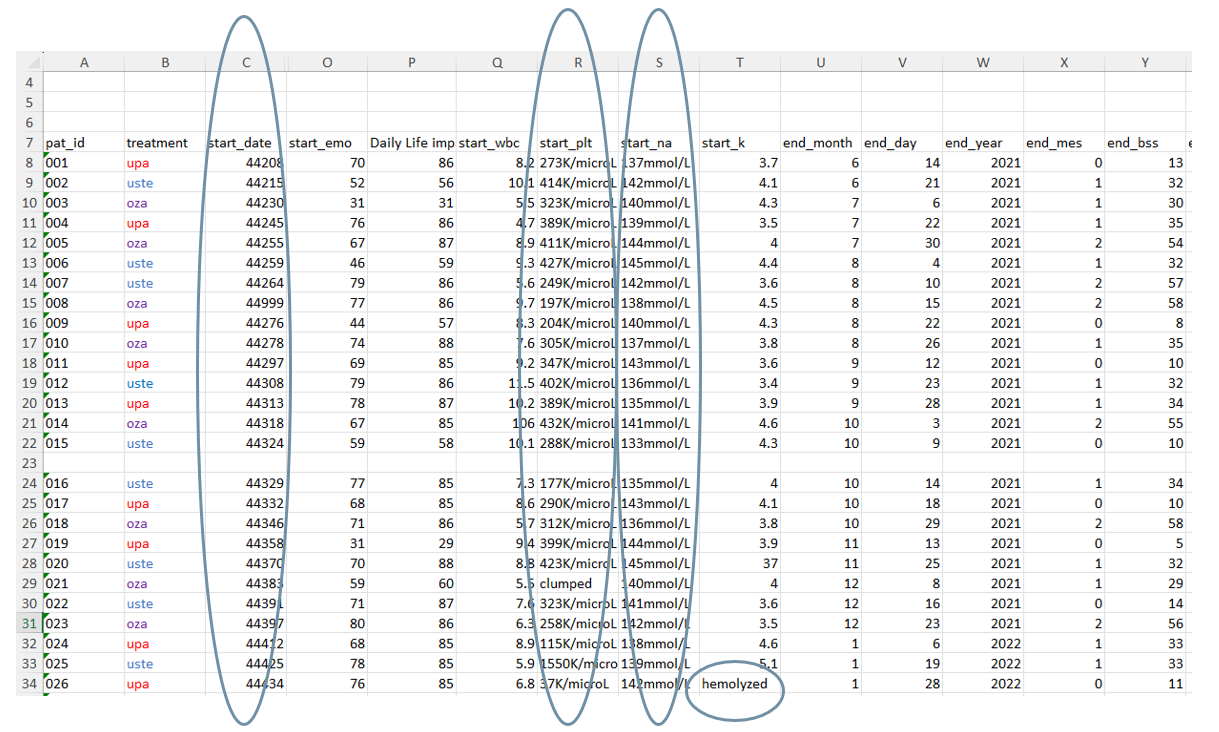 A B C O P Q R S T U V W X Y
4
5
6
7 pat_id treatment start_date start_emo Daily Life imp start_wbc start_plt start_na start_k end_month end_day end_year end_mes end_bss e
8 001 upa 44208 70 86 8.2 273K/microL 137mmol/L 3.7 6 14 2021 0 13
9 002 uste 44215 52 56 10.1 414K/microL 142mmol/L 4.1 6 21 2021 1 32
10 003 oza 44230 31 31 5.5 323K/microL 140mmol/L 4.3 7 6 2021 1 30
11 004 upa 44245 76 86 4.7 389K/microL 139mmol/L 3.5 7 22 2021 1 35
12 005 oza 44255 67 87 8.9 411K/microL 144mmol/L 4 7 30 2021 2 54
13 006 uste 44259 46 59 9.3 427K/microL 145mmol/L 4.4 8 4 2021 1 32
14 007 uste 44264 79 86 5.6 249K/microL 142mmol/L 3.6 8 10 2021 2 57
15 008 oza 44999 77 86 9.7 197K/microL 138mmol/L 4.5 8 15 2021 2 58
16 009 upa 44276 44 57 8.3 204K/microL 140mmol/L 4.3 8 22 2021 0 8
17 010 oza 44278 74 88 7.6 305K/microL 137mmol/L 3.8 8 26 2021 1 35
18 011 upa 44297 69 85 9.2 347K/microL 143mmol/L 3.6 9 12 2021 0 10
19 012 uste 44308 79 86 11.5 402K/microL 136mmol/L 3.4 9 23 2021 1 32
20 013 upa 44313 78 87 10.2 389K/microL 135mmol/L 3.9 9 28 2021 1 34
21 014 oza 44318 67 85 106 432K/microL 141mmol/L 4.6 10 3 2021 2 55
22 015 uste 44324 59 58 10.1 288K/microL 133mmol/L 4.3 10 9 2021 0 10
23
24 016 uste 44329 77 85 7.3 177K/microL 135mmol/L 4 10 14 2021 1 34
25 017 upa 44332 68 85 8.6 290K/microL 143mmol/L 4.1 10 18 2021 0 10
26 018 oza 44346 71 86 5.7 312K/microL 136mmol/L 3.8 10 29 2021 2 58
27 019 upa 44358 31 29 9.4 399K/microL 144mmol/L 3.9 11 13 2021 0 5
28 020 uste 44370 70 88 8.8 423K/microL 145mmol/L 37 11 25 2021 1 32
29 021 oza 44383 59 60 5.5 clumped 140mmol/L 4 12 8 2021 1 29
30 022 uste 44391 71 87 7.6 323K/microL 141mmol/L 3.6 12 16 2021 0 14
31 023 oza 44397 80 86 6.3 258K/microL 142mmol/L 3.5 12 23 2021 2 56
32 024 upa 44412 68 85 8.9 115K/microL 138mmol/L 4.6 1 6 2022 1 33
33 025 uste 44425 78 85 5.9 1550K/micro 139mmol/L 5.1 1 19 2022 1 33
34 026 upa 44434 76 85 6.8 37K/microL 142mmol/L hemolyzed 1 28 2022 0 11